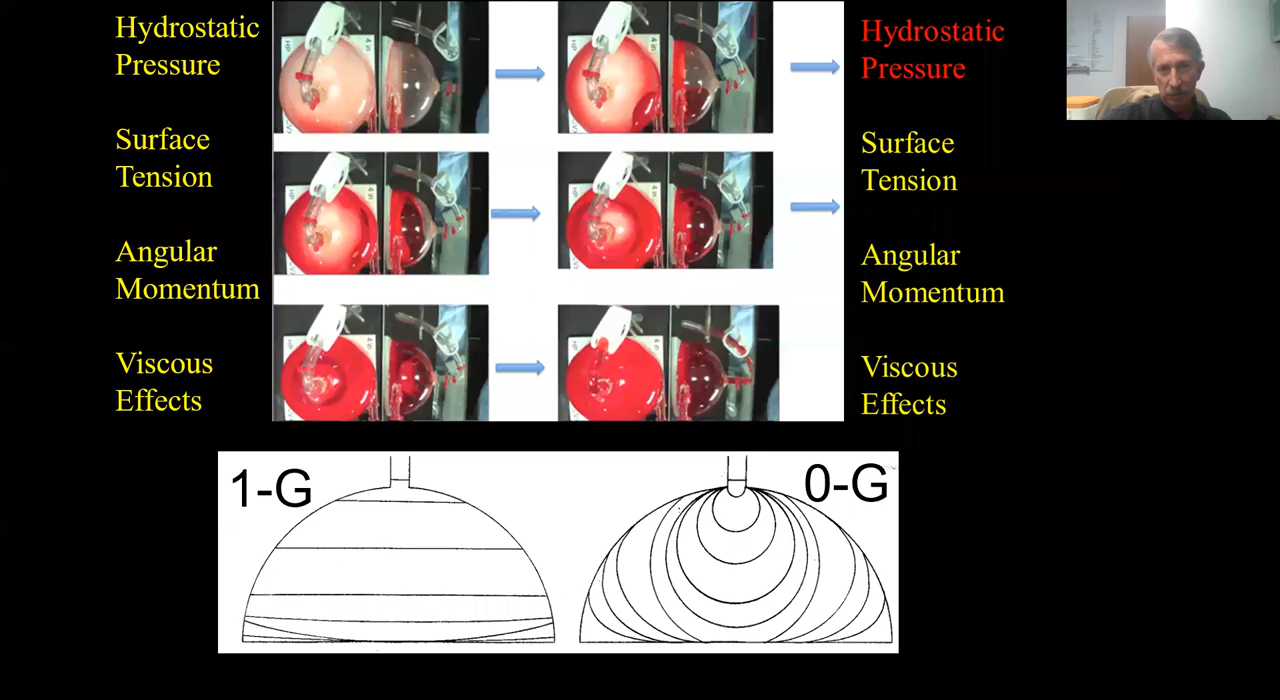 Hydrostatic
Pressure
Surface
Tension
Angular
Momentum
Viscous
Effects
Hydrostatic
Pressure
Surface
Tension
Angular
Momentum
Viscous
Effects
1-G
0-G